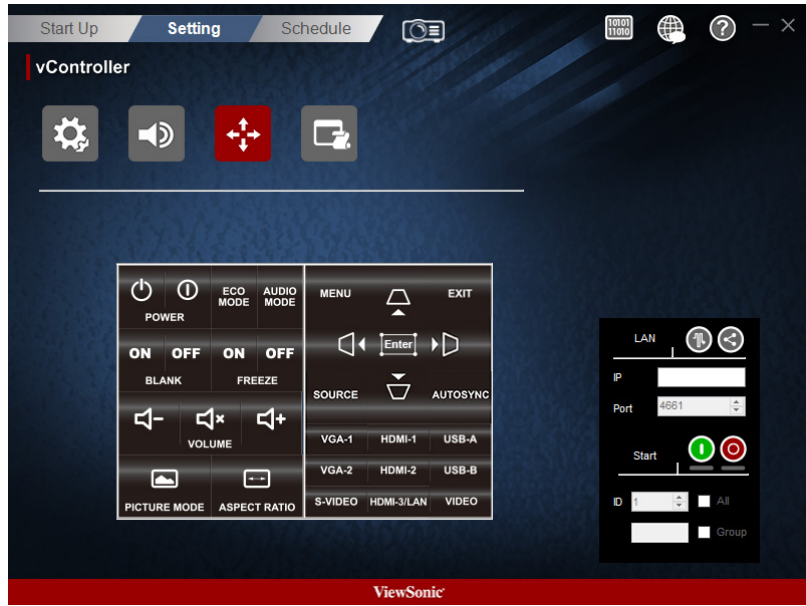 Start Up Setting Schedule
10101
11010
?
vController
ECO MODE AUDIO MODE
POWER
ON OFF ON OFF
BLANK FREEZE
VOLUME
PICTURE MODE ASPECT RATIO
MENU EXIT
Enter
SOURCE AUTOSYNC
VGA-1 HDMI-1 USB-A
VGA-2 HDMI-2 USB-B
S-VIDEO HDMI-3/LAN VIDEO
LAN
IP
Port 4661
Start
ID 1 All
Group
ViewSonic